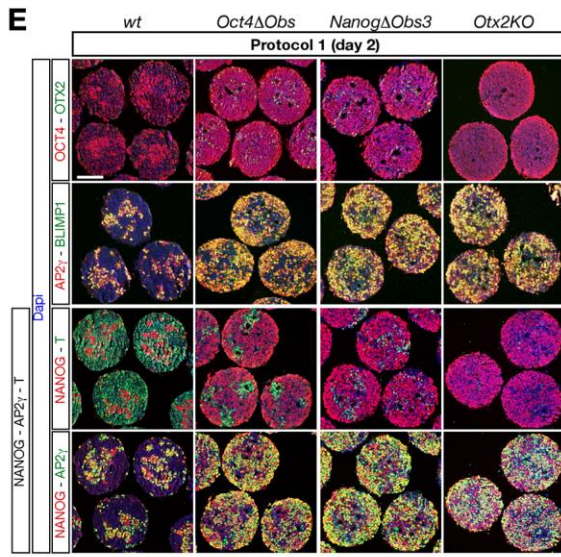 E
wt Oct4ΔObs NanogΔObs3 Otx2KO
Protocol 1 (day 2)
OCT4 - OTX2
AP2γ - BLIMP1
Dapi
NANOG - AP2γ - T
NANOG - T
NANOG - AP2γ